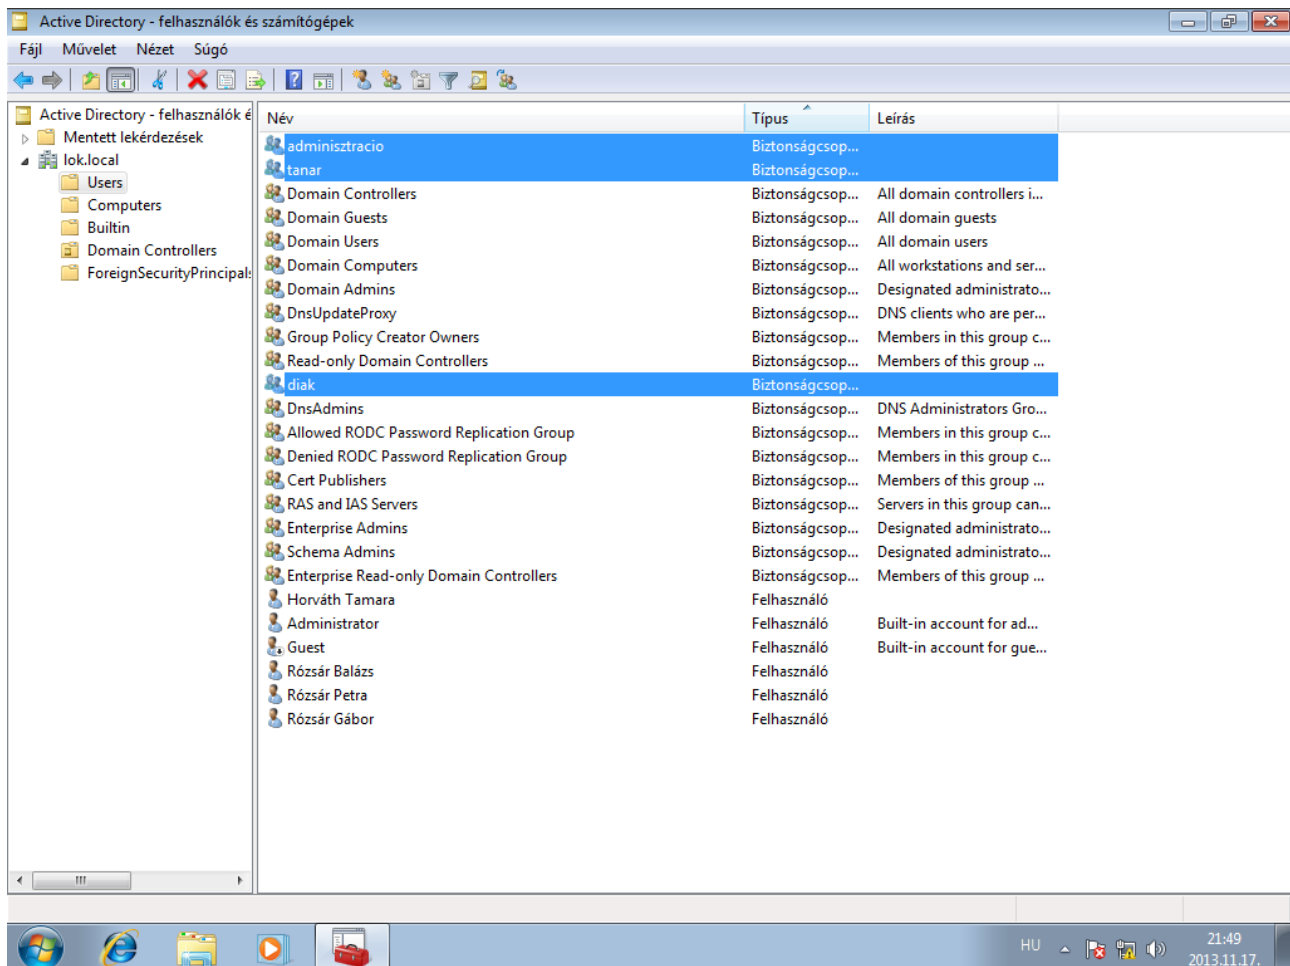 Active Directory - felhasználók és számítógépek
Fájl Művelet Nézet Súgó
Active Directory - felhasználók é
Mentett lekérdezések
lok.local
Users
Computers
Builtin
Domain Controllers
ForeignSecurityPrincipal
Név Típus Leírás
adminisztracio Biztonságcsop...
tanar Biztonságcsop...
Domain Controllers Biztonságcsop... All domain controllers i...
Domain Guests Biztonságcsop... All domain guests
Domain Users Biztonságcsop... All domain users
Domain Computers Biztonságcsop... All workstations and ser...
Domain Admins Biztonságcsop... Designated administrato...
DnsUpdateProxy Biztonságcsop... DNS clients who are per...
Group Policy Creator Owners Biztonságcsop... Members in this group c...
Read-only Domain Controllers Biztonságcsop... Members of this group ...
diak Biztonságcsop...
DnsAdmins Biztonságcsop... DNS Administrators Gro...
Allowed RODC Password Replication Group Biztonságcsop... Members in this group c...
Denied RODC Password Replication Group Biztonságcsop... Members in this group c...
Cert Publishers Biztonságcsop... Members of this group ...
RAS and IAS Servers Biztonságcsop... Servers in this group can...
Enterprise Admins Biztonságcsop... Designated administrato...
Schema Admins Biztonságcsop... Designated administrato...
Enterprise Read-only Domain Controllers Biztonságcsop... Members of this group ...
Horváth Tamara Felhasználó
Administrator Felhasználó Built-in account for ad...
Guest Felhasználó Built-in account for gue...
Rózsár Balázs Felhasználó
Rózsár Petra Felhasználó
Rózsár Gábor Felhasználó
HU 21:49
2013.11.17.